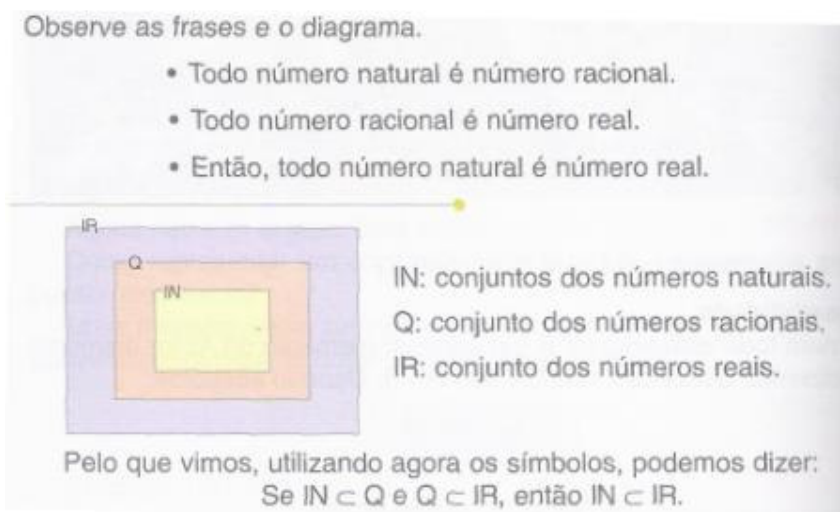 Observe as frases e o diagrama.
• Todo número natural é número racional.
• Todo número racional é número real.
• Então, todo número natural é número real.
IR
Q
IN
IN: conjuntos dos números naturais.
Q: conjunto dos números racionais.
IR: conjunto dos números reais.
Pelo que vimos, utilizando agora os símbolos, podemos dizer:
Se IN ⊂ Q e Q ⊂ IR, então IN ⊂ IR.